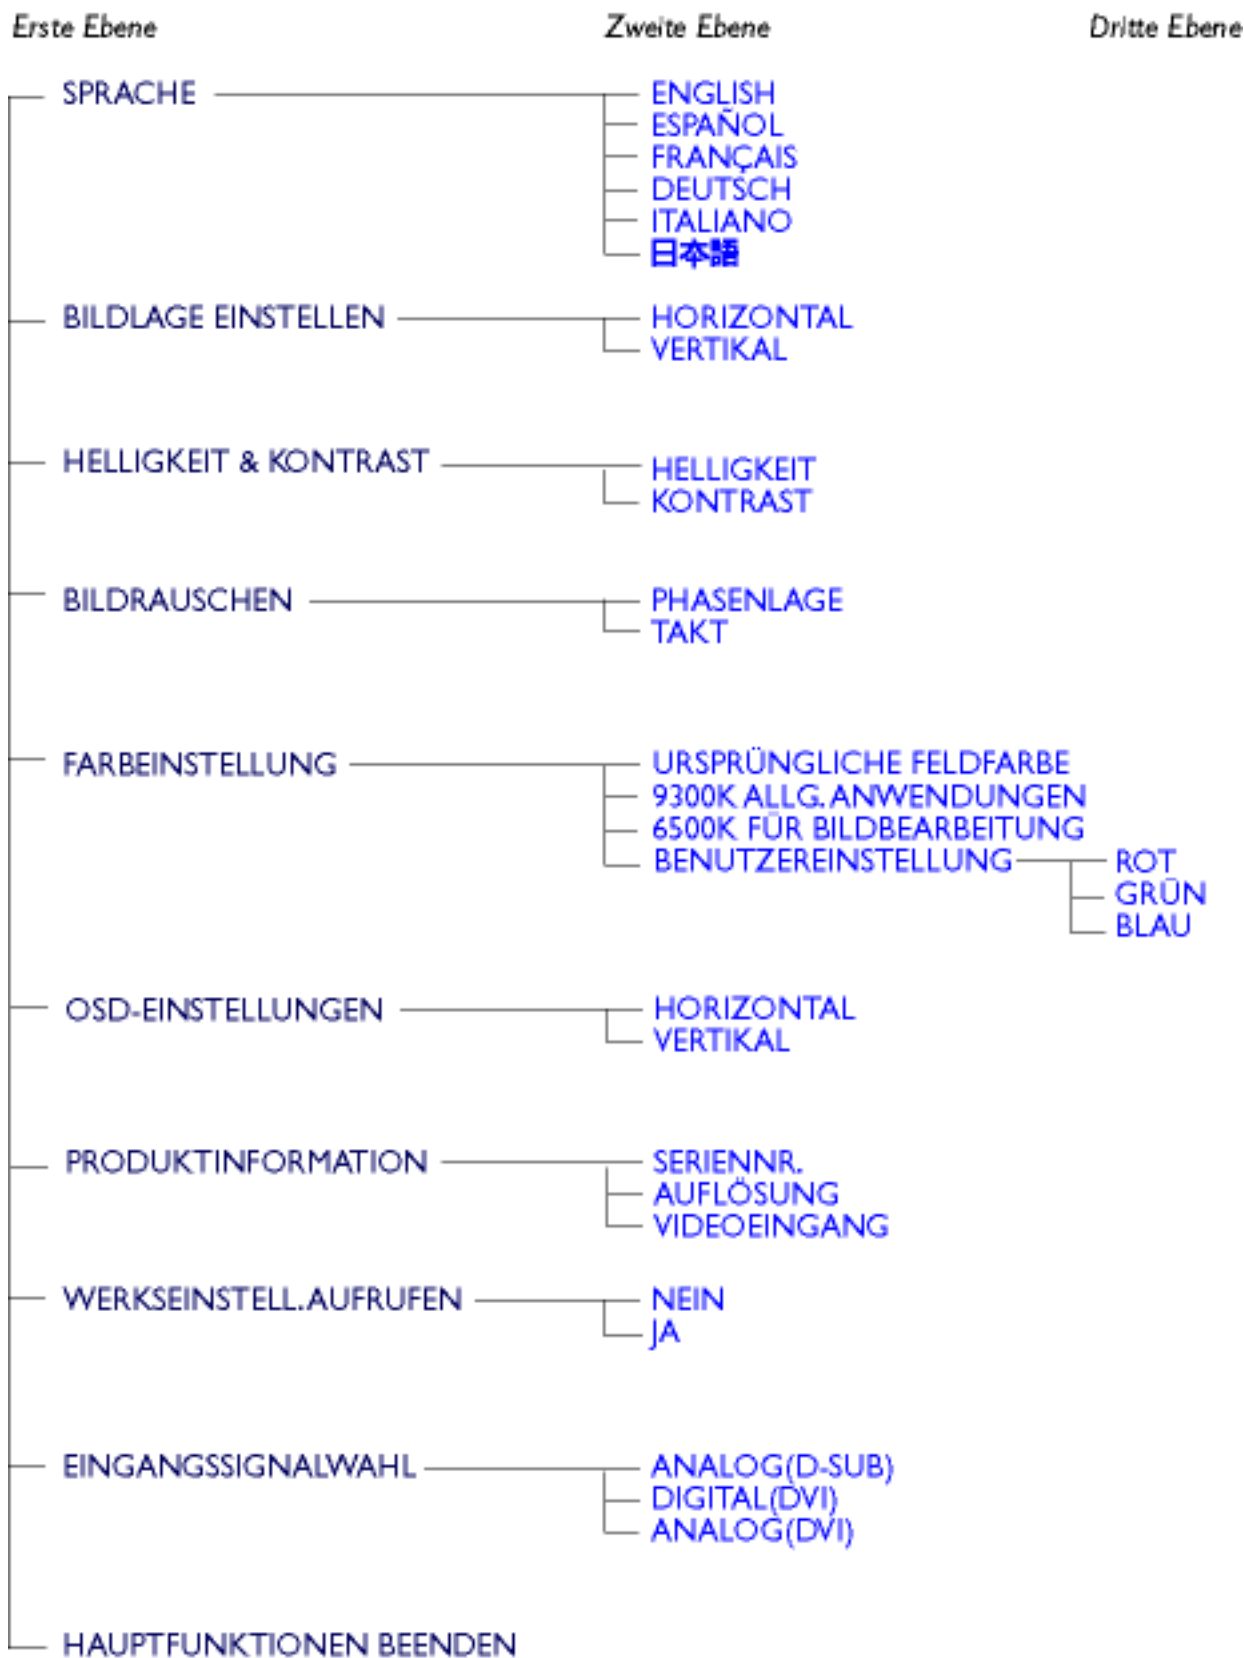 Erste Ebene Zweite Ebene Dritte Ebene
SPRACHE ENGLISH
ESPAÑOL
FRANÇAIS
DEUTSCH
ITALIANO
日本語
BILDLAGE EINSTELLEN HORIZONTAL
VERTIKAL
HELLIGKEIT & KONTRAST HELLIGKEIT
KONTRAST
BILDRAUSCHEN PHASENLAGE
TAKT
FARBEINSTELLUNG URSPRÜNGLICHE FELDFARBE
9300K ALLG. ANWENDUNGEN
6500K FÜR BILDBEARBEITUNG
BENUTZEREINSTELLUNG ROT
GRÜN
BLAU
OSD-EINSTELLUNGEN HORIZONTAL
VERTIKAL
PRODUKTINFORMATION SERIENNR.
AUFLÖSUNG
VIDEOEINGANG
WERKSEINSTELL. AUFRUFEN NEIN
JA
EINGANGSSIGNALWAHL ANALOG(D-SUB)
DIGITAL(DVI)
ANALOG(DVI)
HAUPTFUNKTIONEN BEENDEN